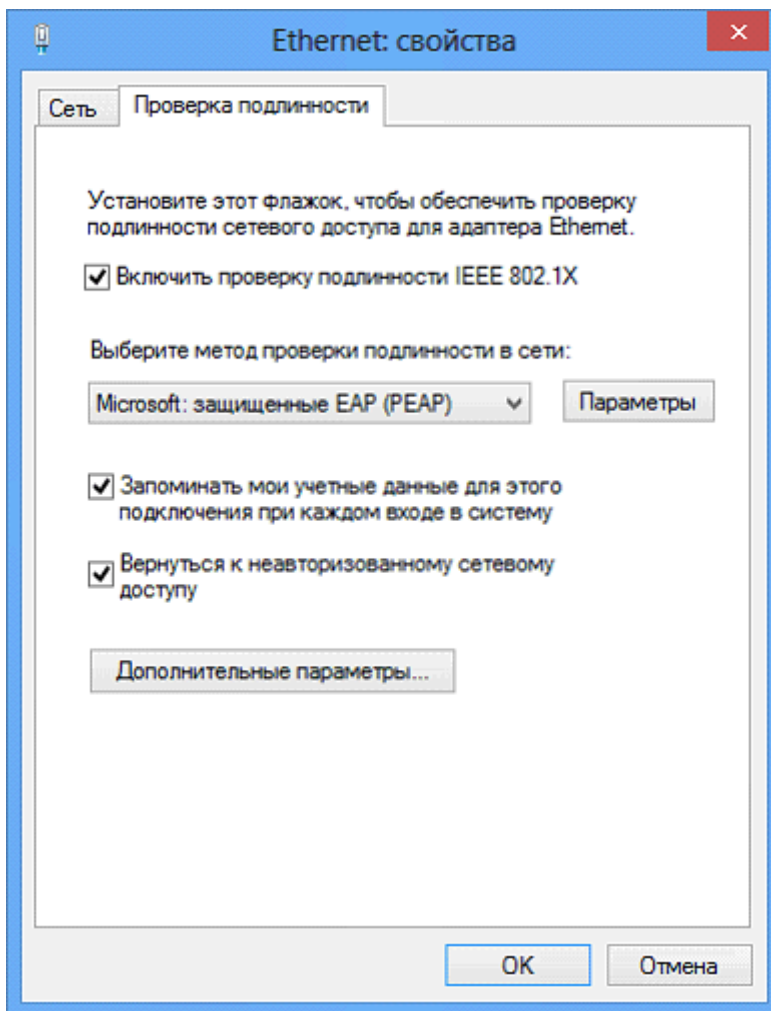 Ethernet: свойства
Сеть
Проверка подлинности
Установите этот флажок, чтобы обеспечить проверку
подлинности сетевого доступа для адаптера Ethernet.
Включить проверку подлинности IEEE 802.1X
Выберите метод проверки подлинности в сети:
Microsoft: защищенные EAP (PEAP)
Параметры
Запоминать мои учетные данные для этого
подключения при каждом входе в систему
Вернуться к неавторизованному сетевому
доступу
Дополнительные параметры...
OK
Отмена